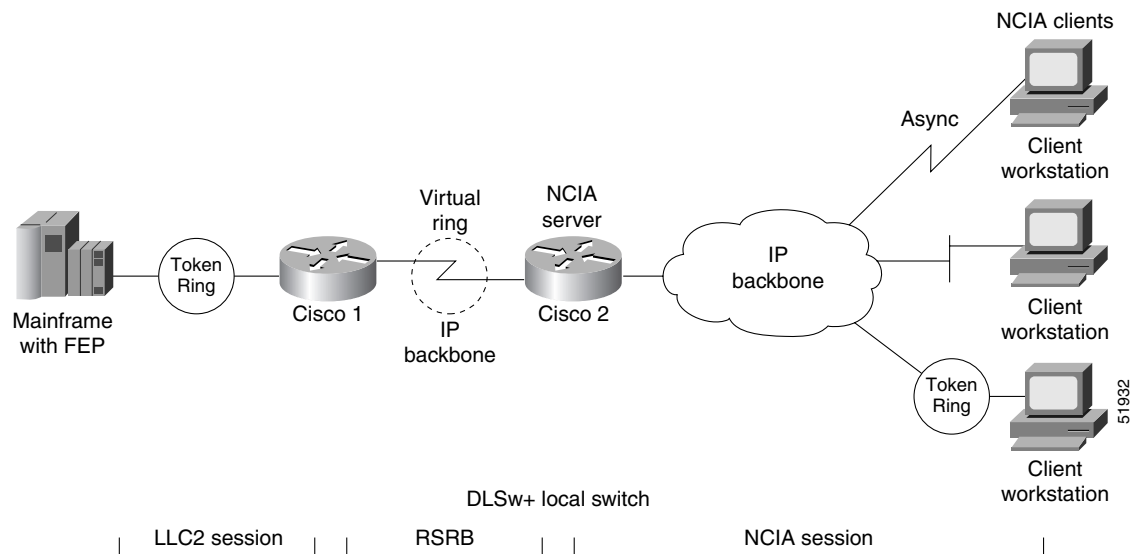 NCIA clients
Async
Client
workstation
Virtual
ring
NCIA
server
Token
Ring
IP
backbone
Mainframe
with FEP
Cisco 1
IP
backbone
Cisco 2
Client
workstation
Token
Ring
Client
workstation
51932
DLSw+ local switch
LLC2 session
RSRB
NCIA session